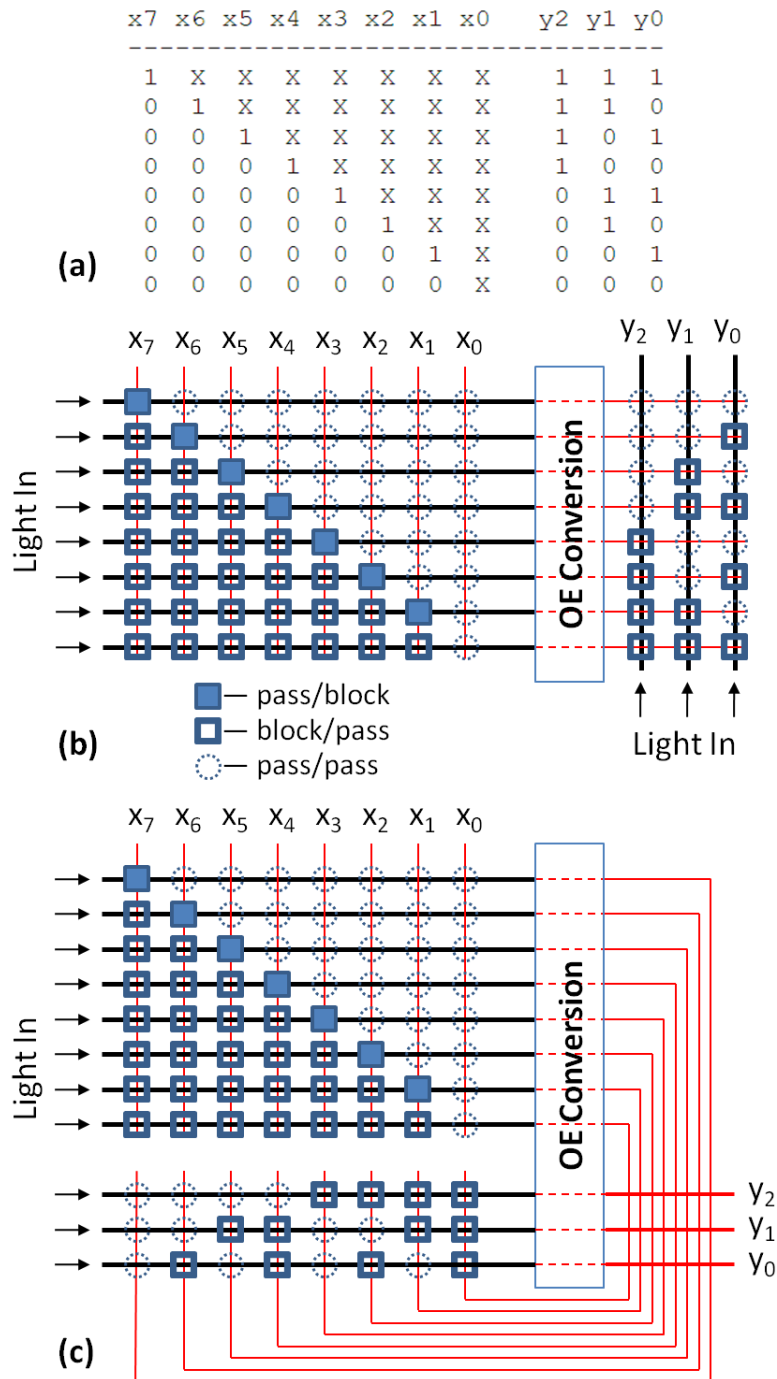 x7 x6 x5 x4 x3 x2 x1 x0 y2 y1 y0
--------------------------------
1 X X X X X X X 1 1 1
0 1 X X X X X X 1 1 0
0 0 1 X X X X X 1 0 1
0 0 0 1 X X X X 1 0 0
0 0 0 0 1 X X X 0 1 1
0 0 0 0 0 1 X X 0 1 0
0 0 0 0 0 0 1 X 0 0 1
0 0 0 0 0 0 0 X 0 0 0
(a)
x₇ x₆ x₅ x₄ x₃ x₂ x₁ x₀
y₂ y₁ y₀
Light In
OE Conversion
Light In
pass/block
block/pass
pass/pass
(b)
x₇ x₆ x₅ x₄ x₃ x₂ x₁ x₀
Light In
OE Conversion
y₂
y₁
y₀
(c)